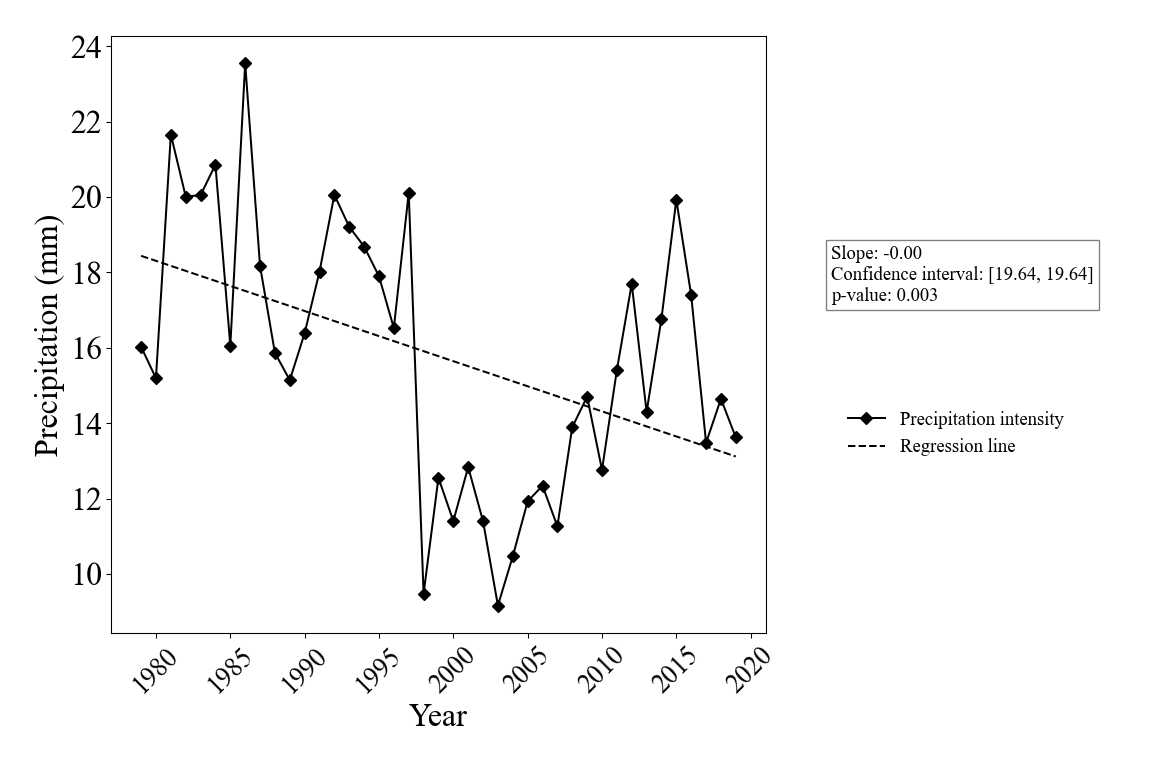 24
22
20
18
16
14
12
10
Precipitation (mm)
1980
1985
1990
1995
2000
2005
2010
2015
2020
Year
Slope: -0.00
Confidence interval: [19.64, 19.64]
p-value: 0.003
Precipitation intensity
Regression line